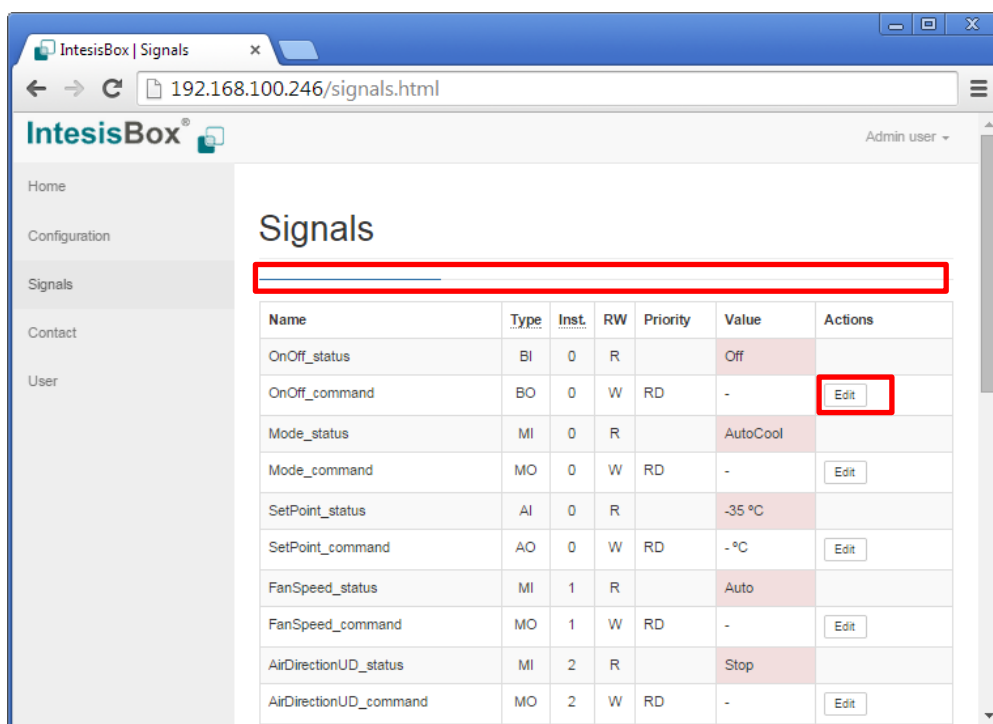 IntesisBox | Signals
192.168.100.246/signals.html
IntesisBox®
Admin user
Home
Configuration
Signals
Contact
User
Signals
Name Type Inst. RW Priority Value Actions
OnOff_status BI 0 R Off
OnOff_command BO 0 W RD - Edit
Mode_status MI 0 R AutoCool
Mode_command MO 0 W RD - Edit
SetPoint_status AI 0 R -35 ºC
SetPoint_command AO 0 W RD - ºC Edit
FanSpeed_status MI 1 R Auto
FanSpeed_command MO 1 W RD - Edit
AirDirectionUD_status MI 2 R Stop
AirDirectionUD_command MO 2 W RD - Edit